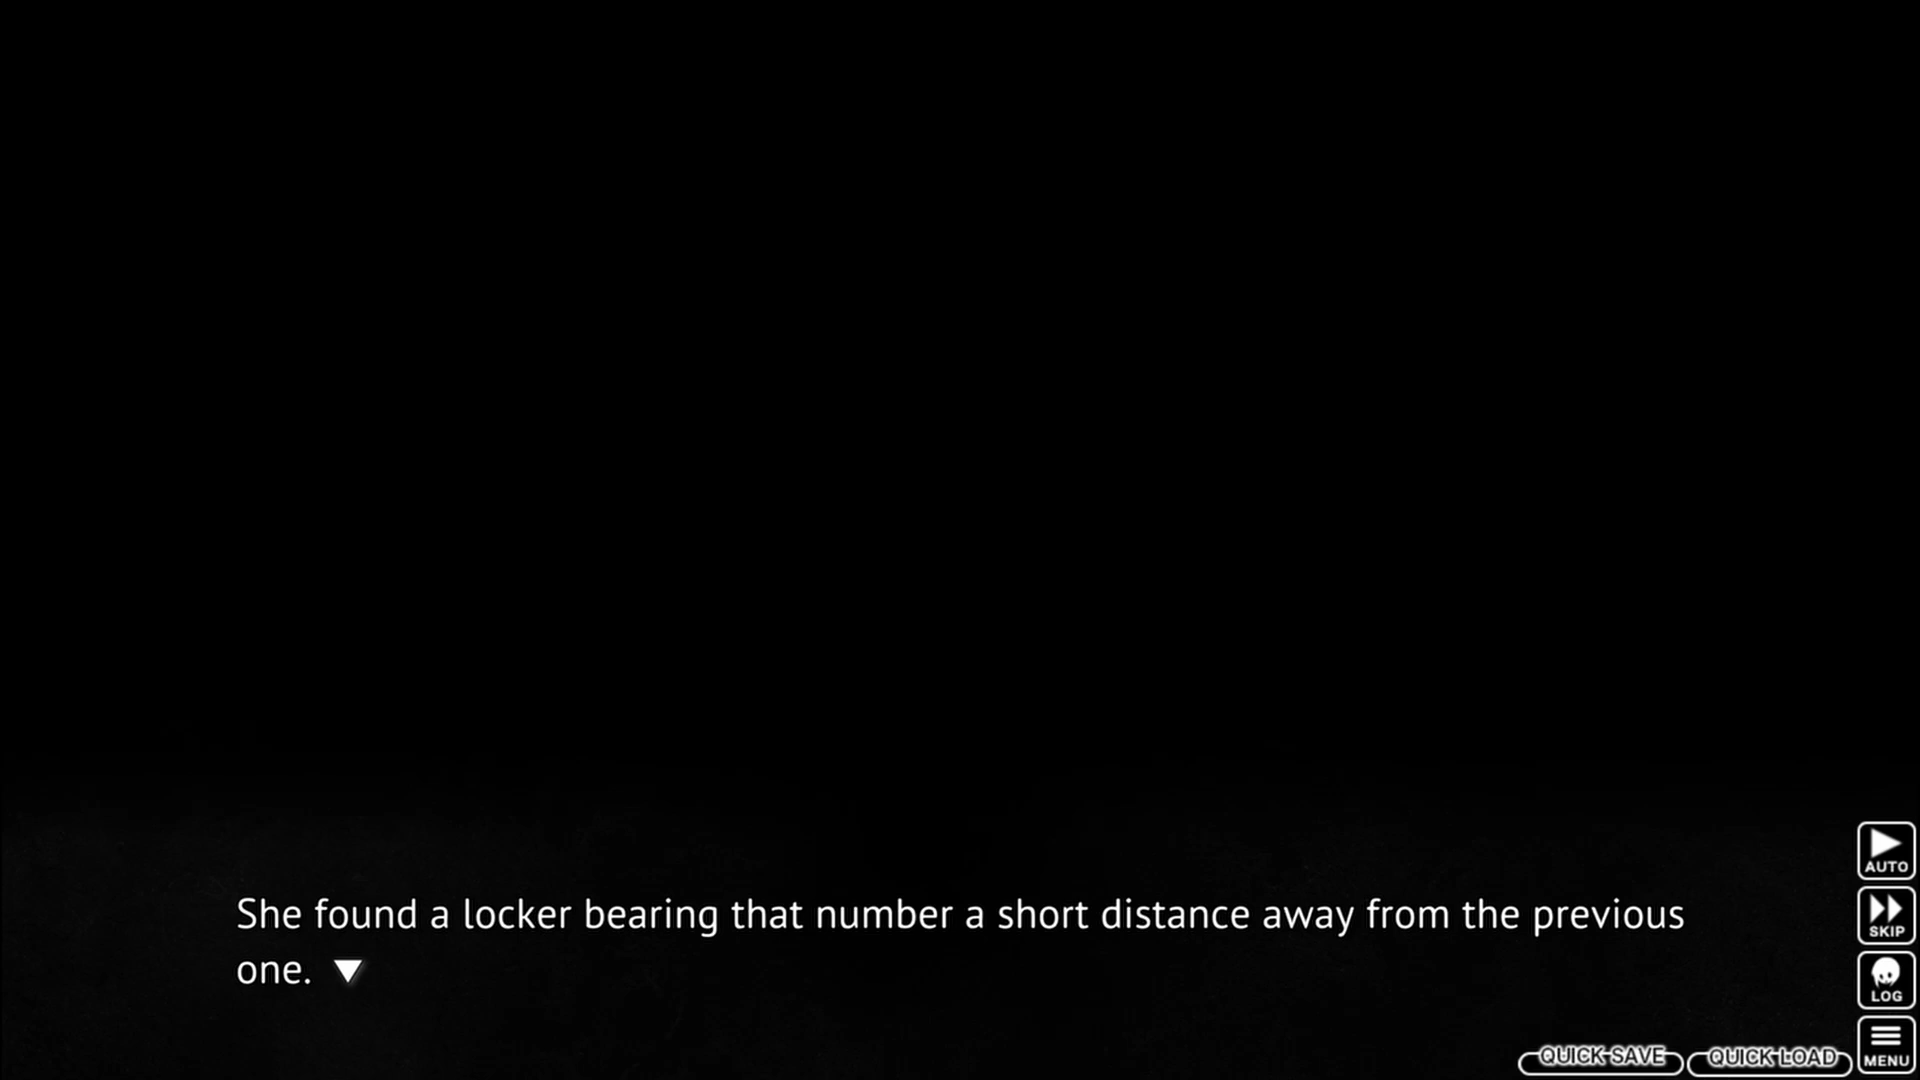 She found a locker bearing that number a short distance away from the previous
one.
AUTO
SKIP
LOG
MENU
QUICK SAVE
QUICK LOAD